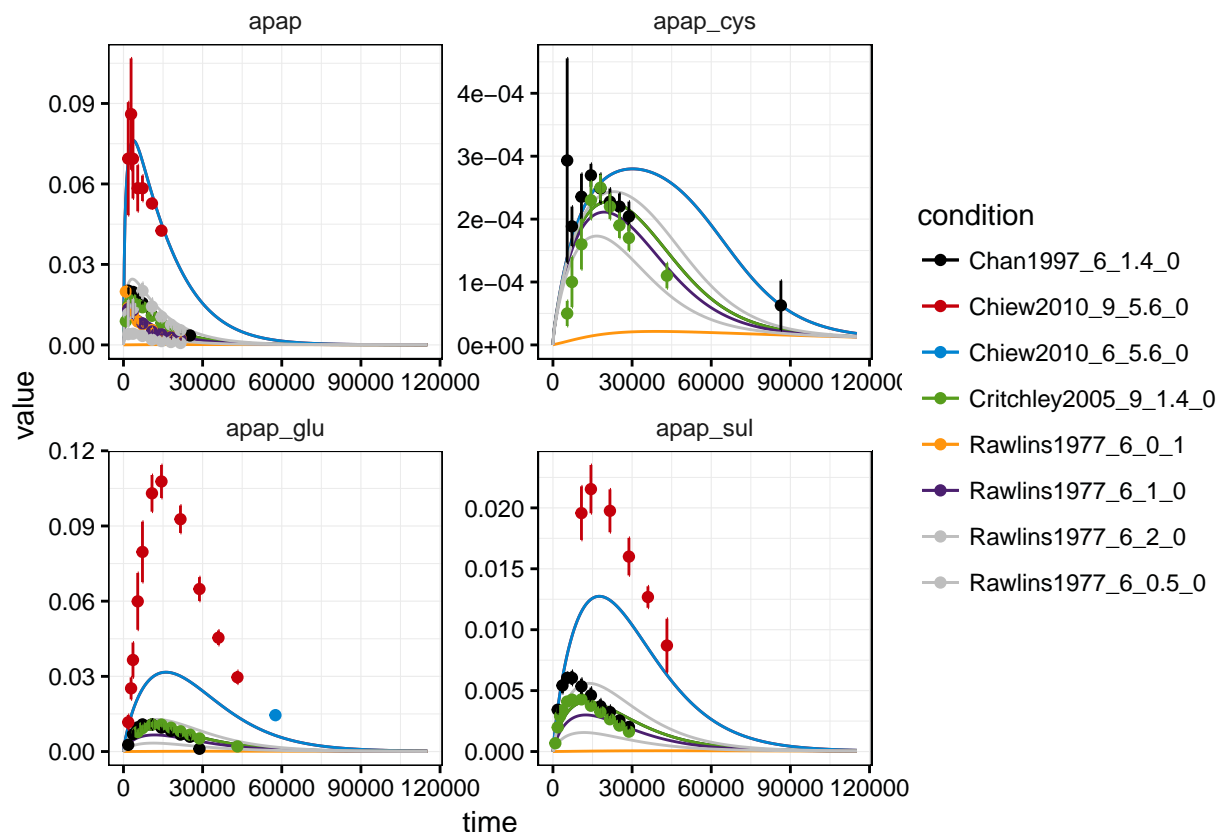 apap
apap_cys
0.09
0.06
0.03
0.00
4e−04
3e−04
2e−04
1e−04
0e+00
0 30000 60000 90000 120000
0 30000 60000 90000 120000
value
apap_glu
apap_sul
0.12
0.09
0.06
0.03
0.00
0.020
0.015
0.010
0.005
0.000
0 30000 60000 90000 120000
0 30000 60000 90000 120000
time
condition
Chan1997_6_1.4_0
Chiew2010_9_5.6_0
Chiew2010_6_5.6_0
Critchley2005_9_1.4_0
Rawlins1977_6_0_1
Rawlins1977_6_1_0
Rawlins1977_6_2_0
Rawlins1977_6_0.5_0